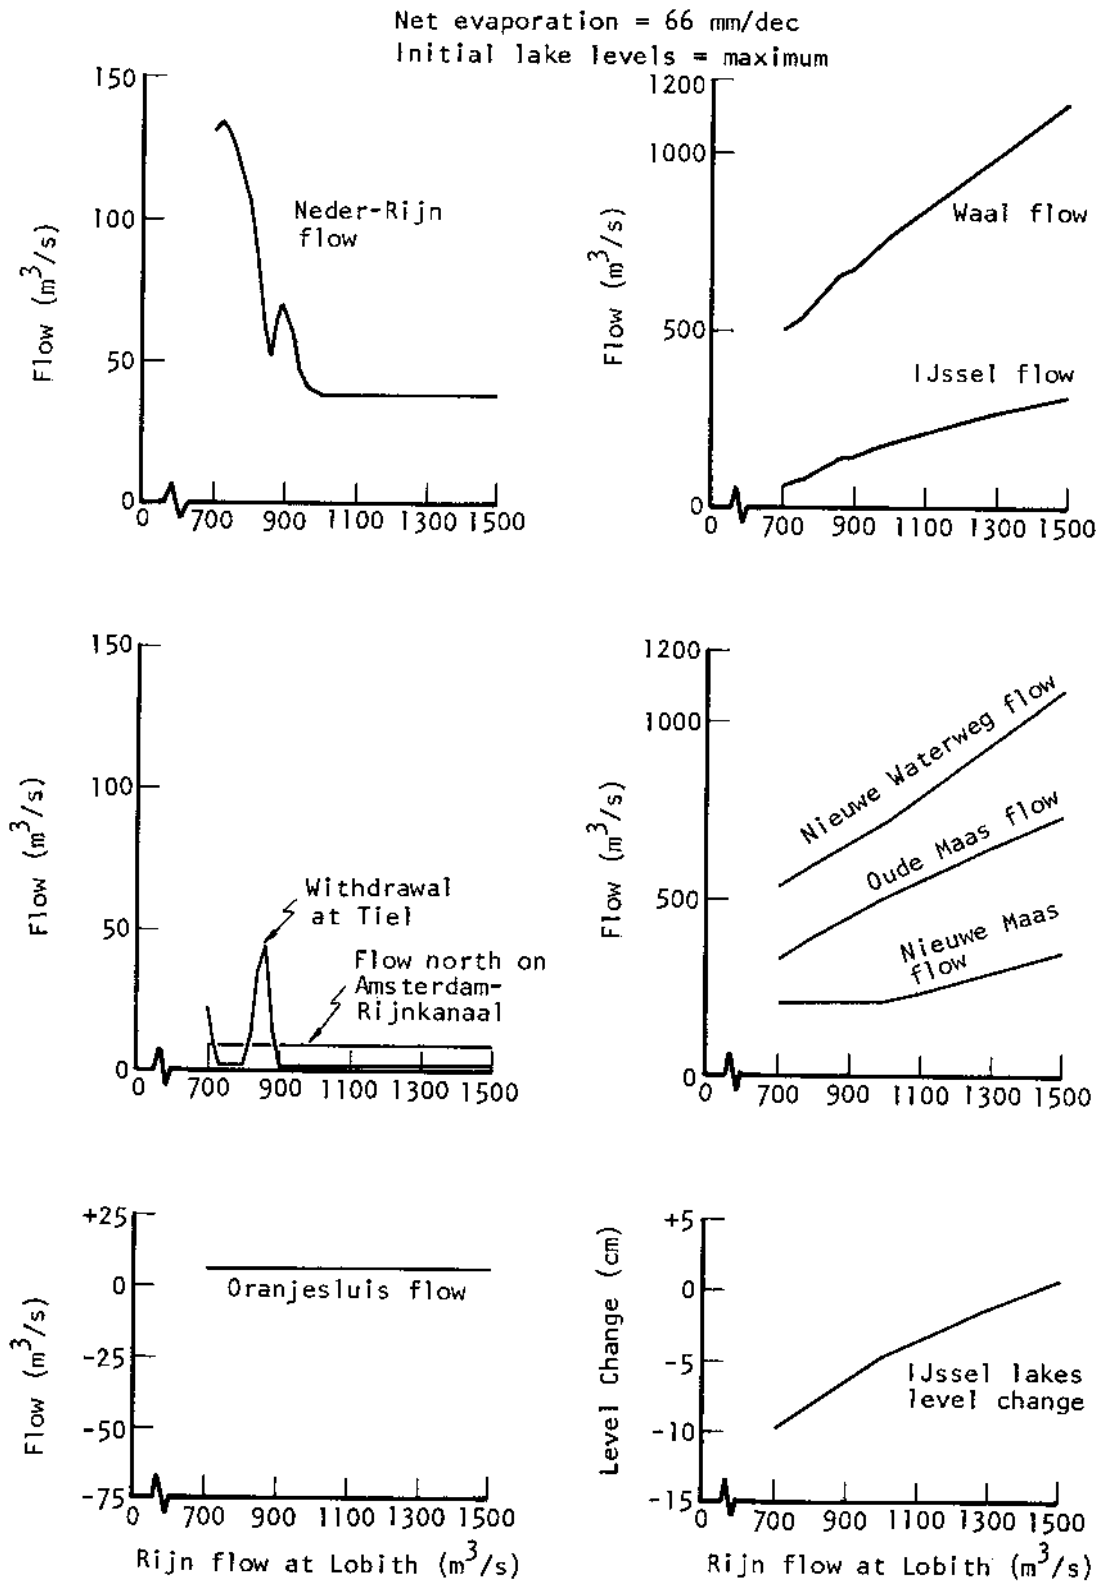 Net evaporation = 66 mm/dec
Initial lake levels = maximum
150
100
50
0
Flow (m³/s)
Neder-Rijn
flow
0 700 900 1100 1300 1500
1200
1000
500
0
Flow (m³/s)
Waal flow
IJssel flow
0 700 900 1100 1300 1500
150
100
50
0
Flow (m³/s)
Withdrawal
at Tiel
Flow north on
Amsterdam-
Rijnkanaal
0 700 900 1100 1300 1500
1200
1000
500
0
Flow (m³/s)
Nieuwe Waterweg flow
Oude Maas flow
Nieuwe Maas
flow
0 700 900 1100 1300 1500
+25
0
-25
-50
-75
Flow (m³/s)
Oranjesluis flow
0 700 900 1100 1300 1500
Rijn flow at Lobith (m³/s)
+5
0
-5
-10
-15
Level Change (cm)
IJssel lakes
level change
0 700 900 1100 1300 1500
Rijn flow at Lobith (m³/s)